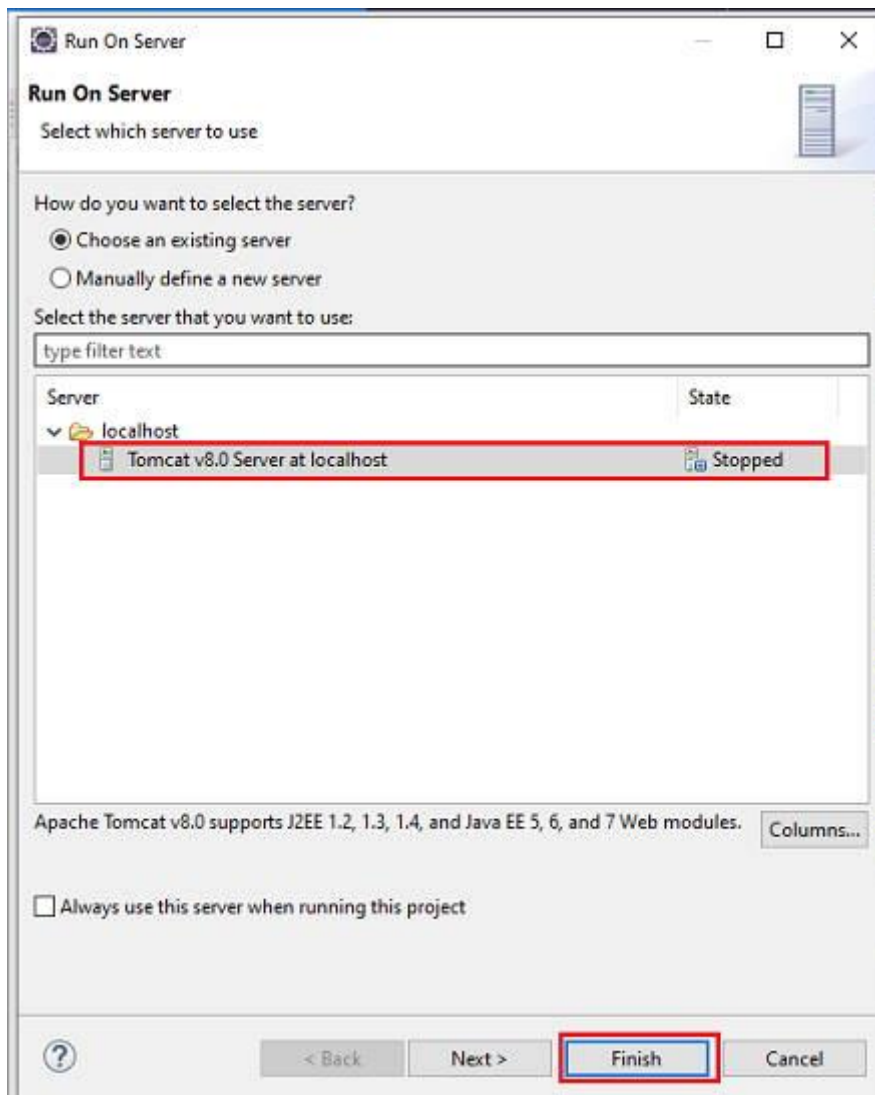 Run On Server
Run On Server
Select which server to use
How do you want to select the server?
Choose an existing server
Manually define a new server
Select the server that you want to use:
type filter text
Server State
localhost
Tomcat v8.0 Server at localhost Stopped
Apache Tomcat v8.0 supports J2EE 1.2, 1.3, 1.4, and Java EE 5, 6, and 7 Web modules. Columns...
Always use this server when running this project
? < Back Next > Finish Cancel